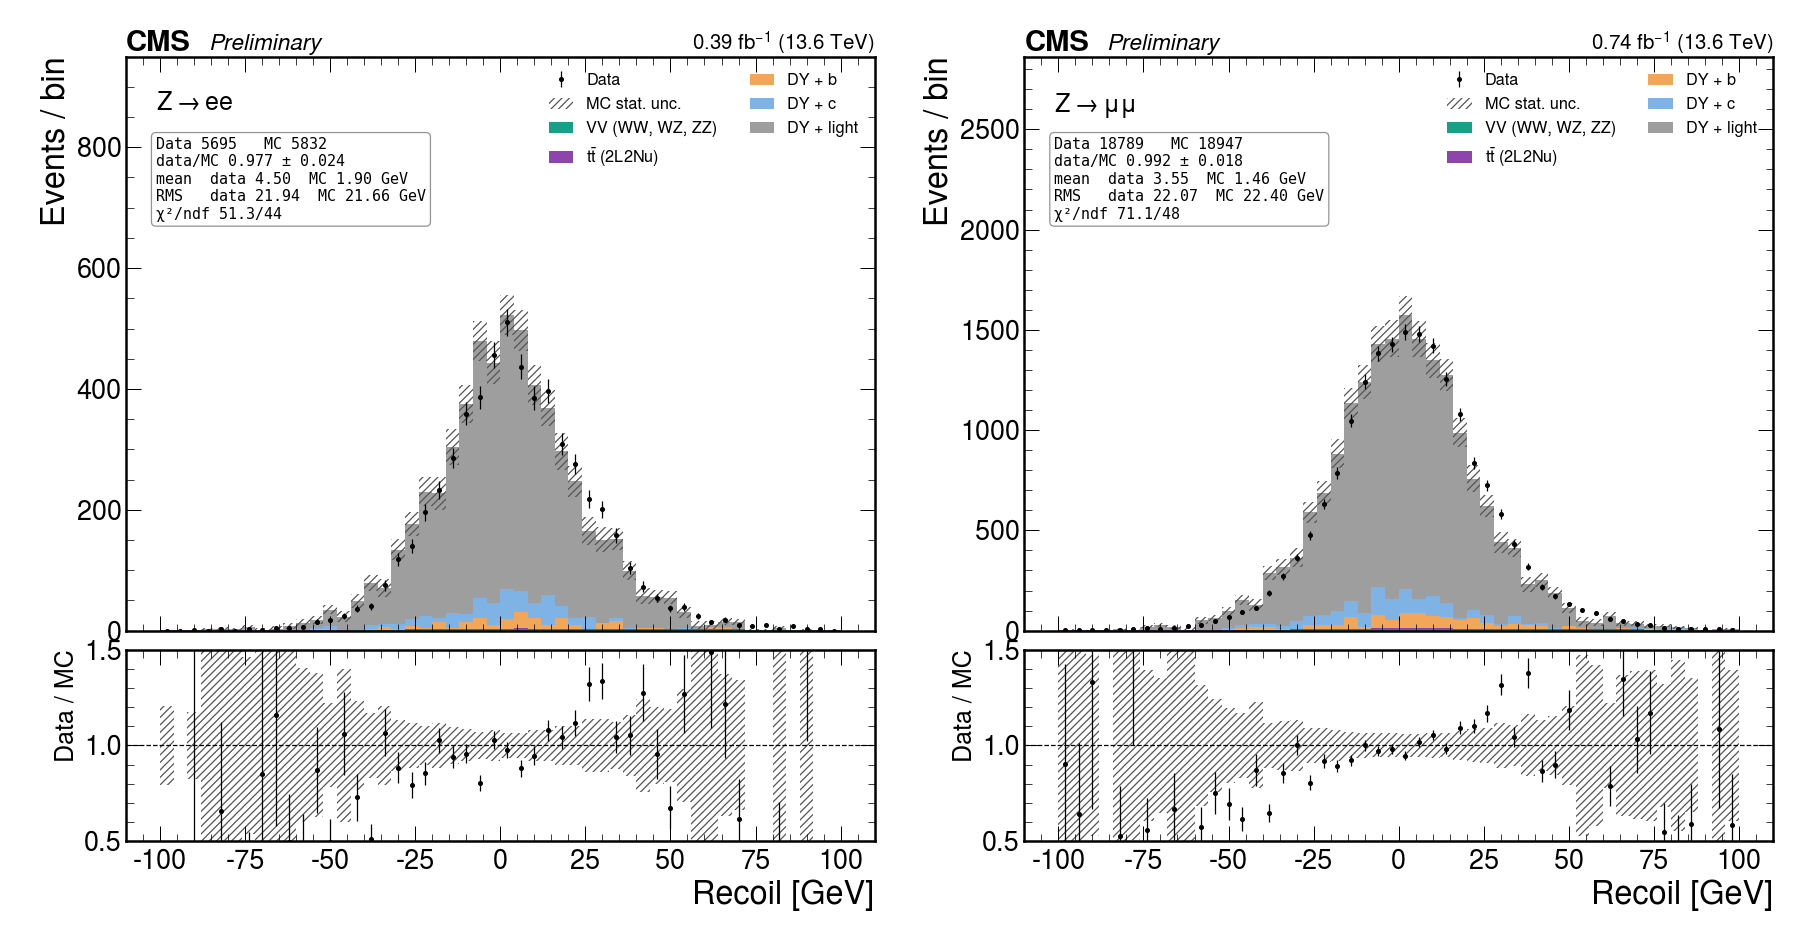 CMS Preliminary 0.39 fb⁻¹ (13.6 TeV)
Events / bin
Z → ee
Data
MC stat. unc.
VV (WW, WZ, ZZ)
tt̄ (2L2Nu)
DY + b
DY + c
DY + light
Data 5695 MC 5832
data/MC 0.977 ± 0.024
mean data 4.50 MC 1.90 GeV
RMS data 21.94 MC 21.66 GeV
χ²/ndf 51.3/44
800
600
400
200
0
Data / MC
1.5
1.0
0.5
-100 -75 -50 -25 0 25 50 75 100
Recoil [GeV]
CMS Preliminary 0.74 fb⁻¹ (13.6 TeV)
Events / bin
Z → μμ
Data
MC stat. unc.
VV (WW, WZ, ZZ)
tt̄ (2L2Nu)
DY + b
DY + c
DY + light
Data 18789 MC 18947
data/MC 0.992 ± 0.018
mean data 3.55 MC 1.46 GeV
RMS data 22.07 MC 22.40 GeV
χ²/ndf 71.1/48
2500
2000
1500
1000
500
0
Data / MC
1.5
1.0
0.5
-100 -75 -50 -25 0 25 50 75 100
Recoil [GeV]